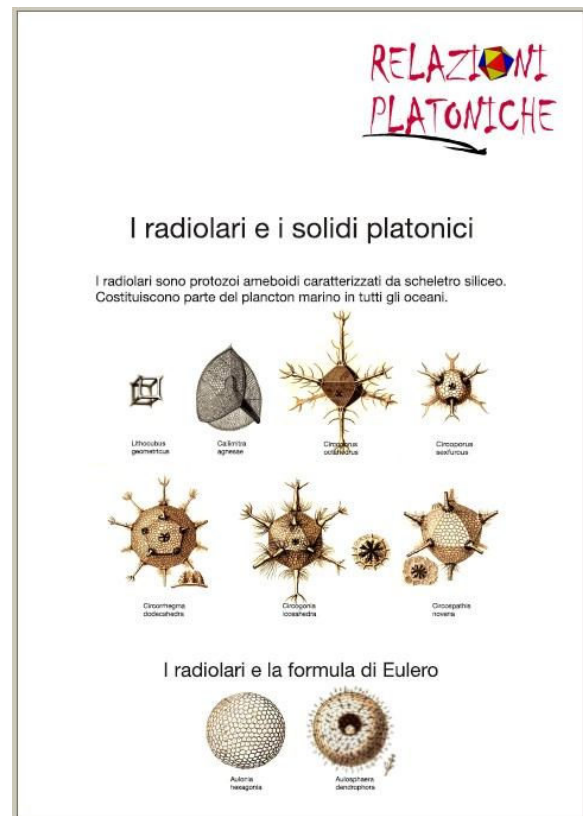 RELAZIONI
PLATONICHE
I radiolari e i solidi platonici
I radiolari sono protozoi ameboidi caratterizzati da scheletro siliceo.
Costituiscono parte del plancton marino in tutti gli oceani.
Lithocubus
geometricus
Callimitra
agnesae
Circoporus
octahedrus
Circoporus
sexfurcus
Circorrhegma
dodecahedra
Circogonia
icosahedra
Circospathis
novena
I radiolari e la formula di Eulero
Aulonia
hexagonia
Aulosphaera
dendrophora